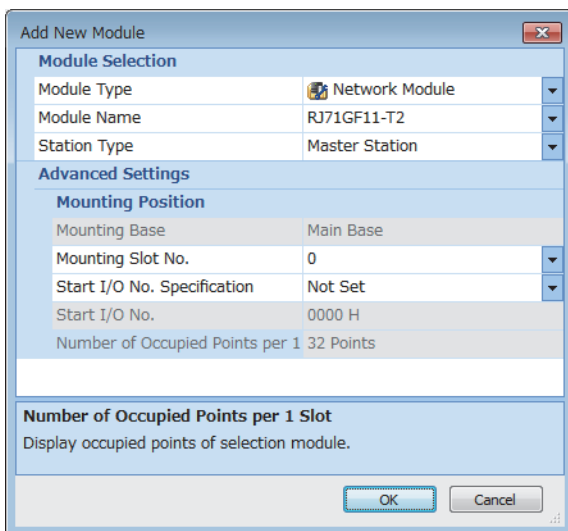 Add New Module
Module Selection
Module Type Network Module
Module Name RJ71GF11-T2
Station Type Master Station
Advanced Settings
Mounting Position
Mounting Base Main Base
Mounting Slot No. 0
Start I/O No. Specification Not Set
Start I/O No. 0000 H
Number of Occupied Points per 1 32 Points
Number of Occupied Points per 1 Slot
Display occupied points of selection module.
OK Cancel